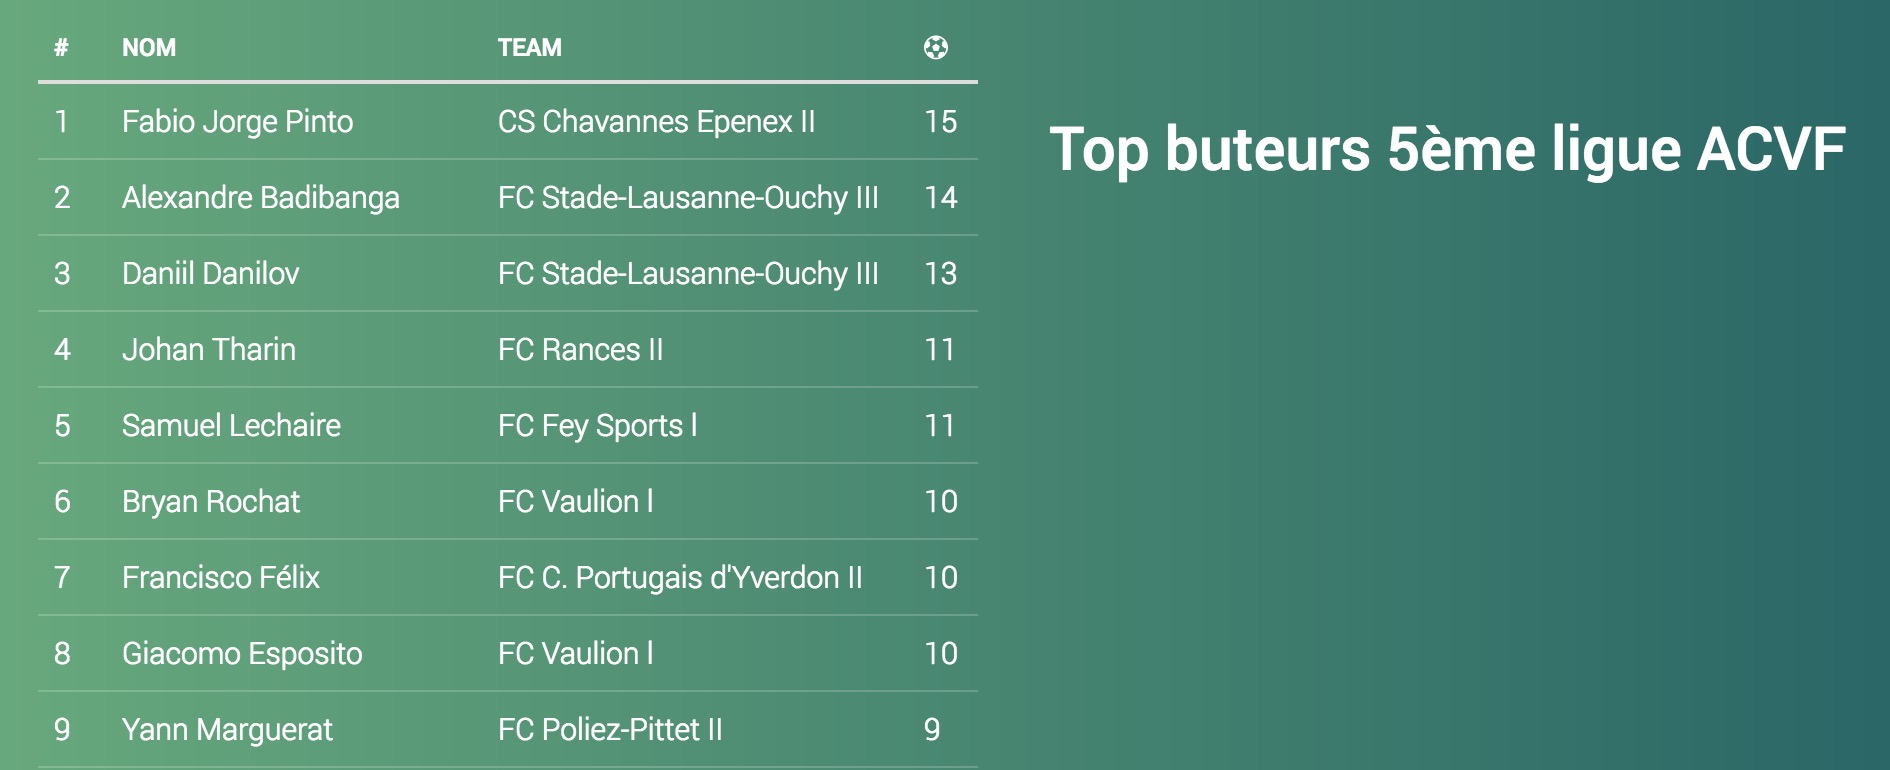 # NOM TEAM
1 Fabio Jorge Pinto CS Chavannes Epenex II 15
2 Alexandre Badibanga FC Stade-Lausanne-Ouchy III 14
3 Daniil Danilov FC Stade-Lausanne-Ouchy III 13
4 Johan Tharin FC Rances II 11
5 Samuel Lechaire FC Fey Sports l 11
6 Bryan Rochat FC Vaulion l 10
7 Francisco Félix FC C. Portugais d'Yverdon II 10
8 Giacomo Esposito FC Vaulion l 10
9 Yann Marguerat FC Poliez-Pittet II 9
Top buteurs 5ème ligue ACVF